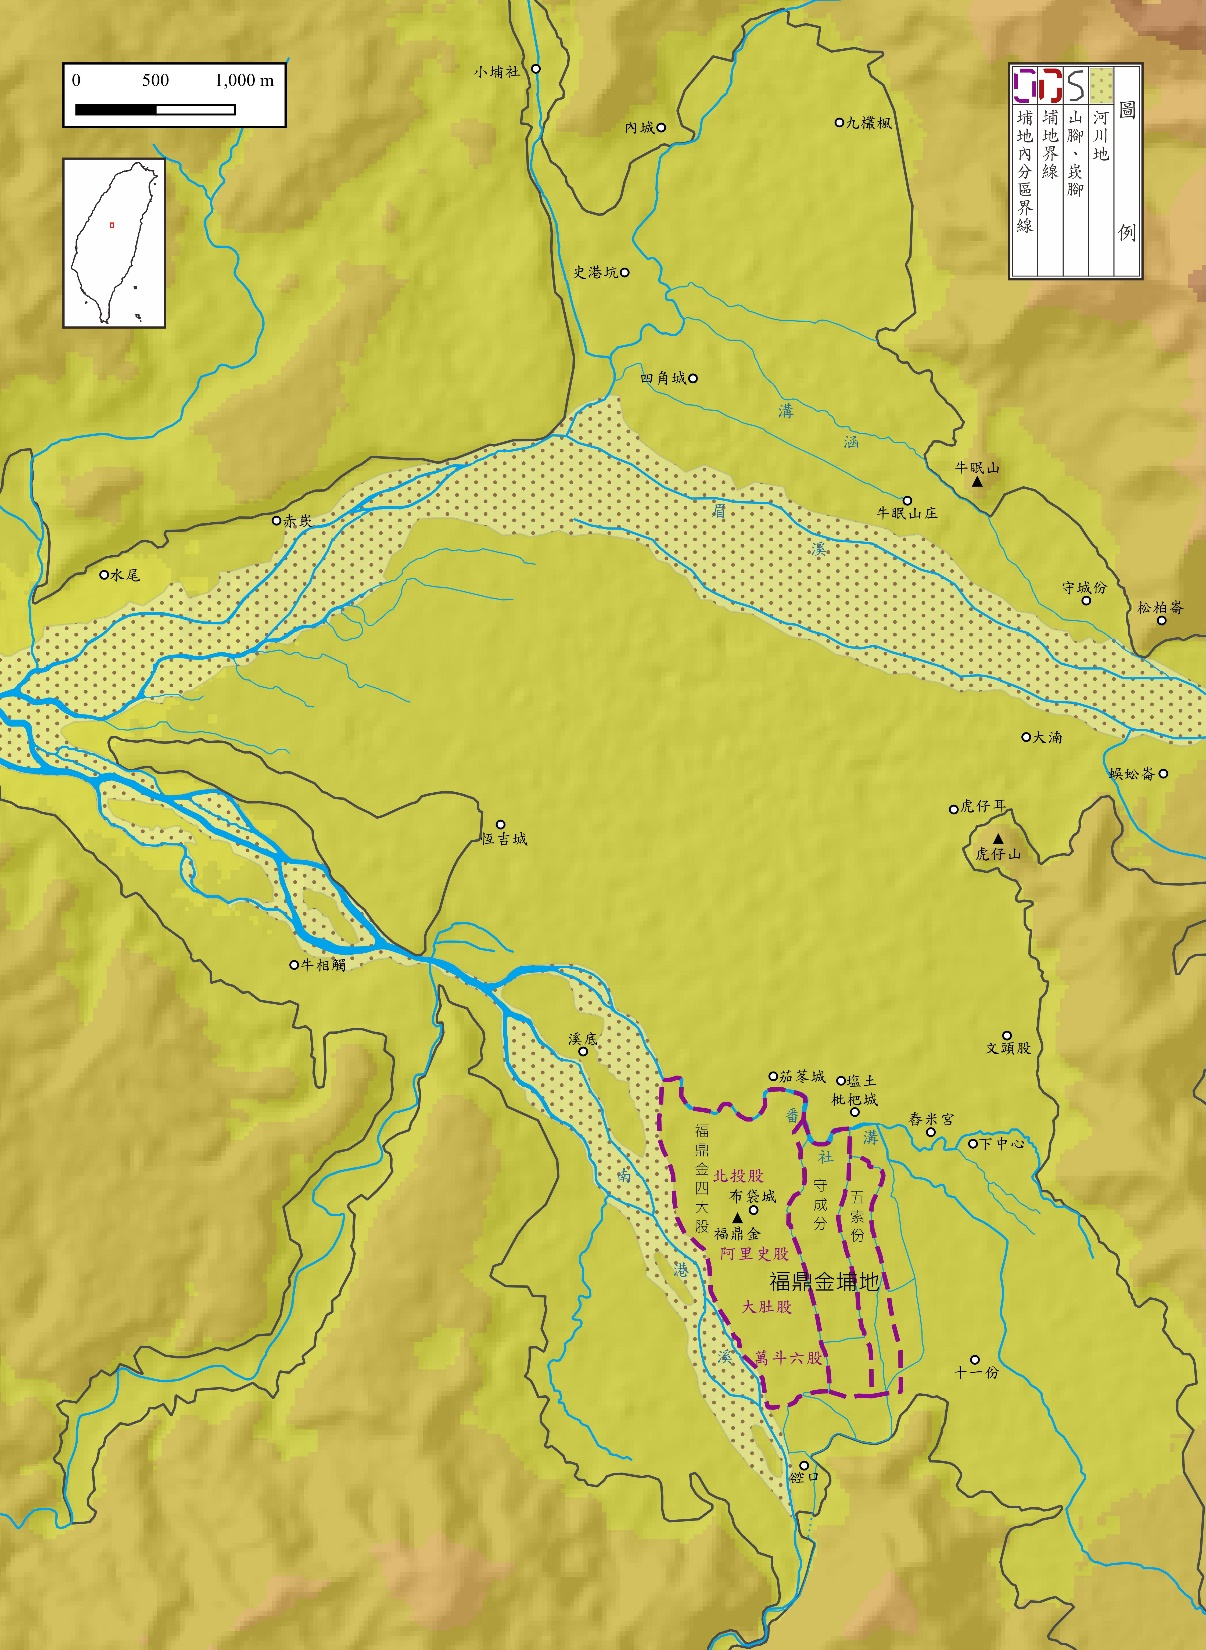 0 500 1,000 m
圖例
河川地
山腳、崁腳
埔地界線
埔地內分區界線
小埔社
內城
九欉楓
史港坑
四角城
溝
涵
牛眠山
牛眠山庄
眉
溪
赤崁
水尾
守城份
松柏崙
大湳
蜈蚣崙
虎仔耳
虎仔山
恆吉城
牛相觸
溪底
文頭股
茄苳城
塩土
枇杷城
番
社
溝
舂米宮
下中心
福鼎金四大股
北投股
布袋城
福鼎金
守成分
五索份
阿里史股
福鼎金埔地
大肚股
萬斗六股
南
港
溪
十一份